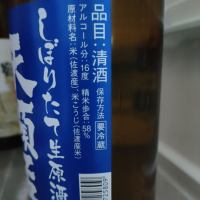 品目：清酒
保存方法／要冷蔵
アルコール分：16度
精米歩合：58%
原材料名：米（佐渡産）米こうじ（佐渡産米）
しぼりたて生原酒